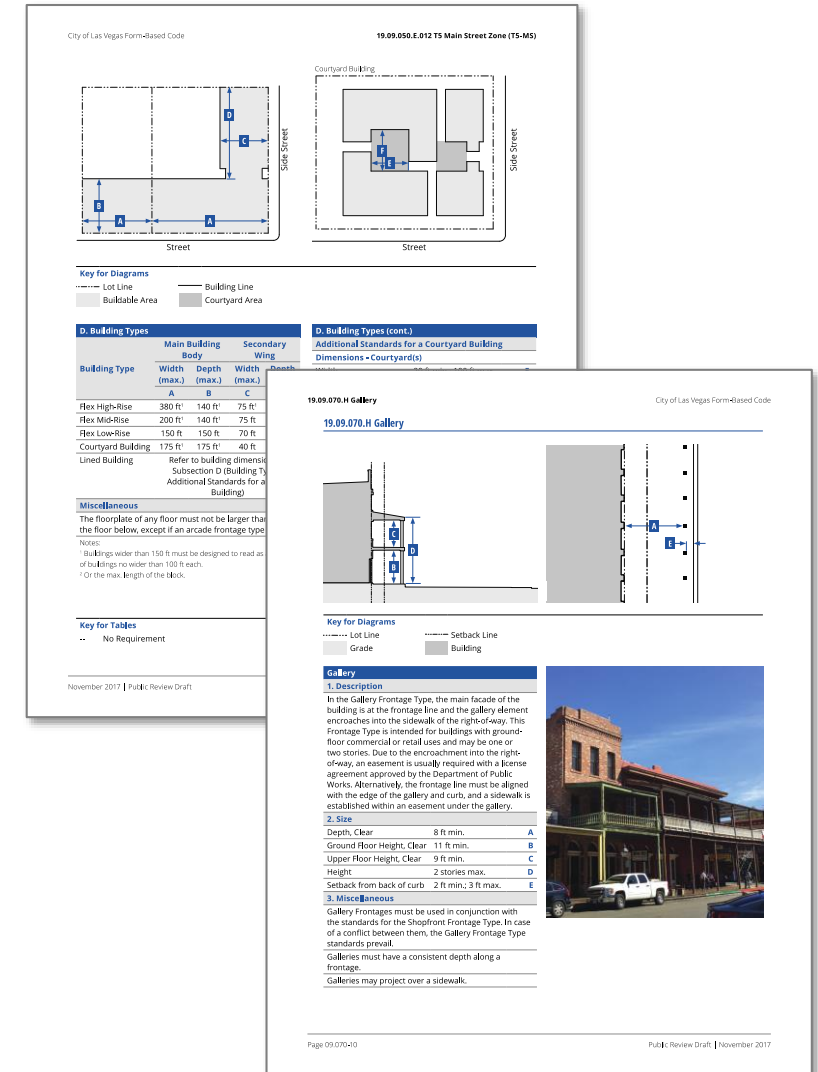 City of Las Vegas Form-Based Code
19.09.050.E.012 T5 Main Street Zone (T5-MS)
Courtyard Building
D
C
B
A
A
Side Street
Street
F
E
Side Street
Street
Key for Diagrams
Lot Line
Building Line
Buildable Area
Courtyard Area
D. Building Types
Main Building Body
Secondary Wing
Building Type
Width (max.)
Depth (max.)
Width (max.)
Depth
A
B
C
Flex High-Rise 380 ft¹ 140 ft¹ 75 ft¹
Flex Mid-Rise 200 ft¹ 140 ft¹ 75 ft
Flex Low-Rise 150 ft 150 ft 70 ft
Courtyard Building 175 ft¹ 175 ft¹ 40 ft
Lined Building
Refer to building dimensio
Subsection D (Building Ty
Additional Standards for a
Building)
Miscellaneous
The floorplate of any floor must not be larger than
the floor below, except if an arcade frontage type
Notes:
¹ Buildings wider than 150 ft must be designed to read as
of buildings no wider than 100 ft each.
² Or the max. length of the block.
Key for Tables
-- No Requirement
November 2017 | Public Review Draft
D. Building Types (cont.)
Additional Standards for a Courtyard Building
Dimensions - Courtyard(s)
19.09.070.H Gallery
City of Las Vegas Form-Based Code
19.09.070.H Gallery
C
D
B
A
E
Key for Diagrams
Lot Line
Setback Line
Grade
Building
Gallery
1. Description
In the Gallery Frontage Type, the main facade of the
building is at the frontage line and the gallery element
encroaches into the sidewalk of the right-of-way. This
Frontage Type is intended for buildings with ground-
floor commercial or retail uses and may be one or
two stories. Due to the encroachment into the right-
of-way, an easement is usually required with a license
agreement approved by the Department of Public
Works. Alternatively, the frontage line must be aligned
with the edge of the gallery and curb, and a sidewalk is
established within an easement under the gallery.
2. Size
Depth, Clear 8 ft min. A
Ground Floor Height, Clear 11 ft min. B
Upper Floor Height, Clear 9 ft min. C
Height 2 stories max. D
Setback from back of curb 2 ft min.; 3 ft max. E
3. Miscellaneous
Gallery Frontages must be used in conjunction with
the standards for the Shopfront Frontage Type. In case
of a conflict between them, the Gallery Frontage Type
standards prevail.
Galleries must have a consistent depth along a
frontage.
Galleries may project over a sidewalk.
Page 09.070-10
Public Review Draft | November 2017